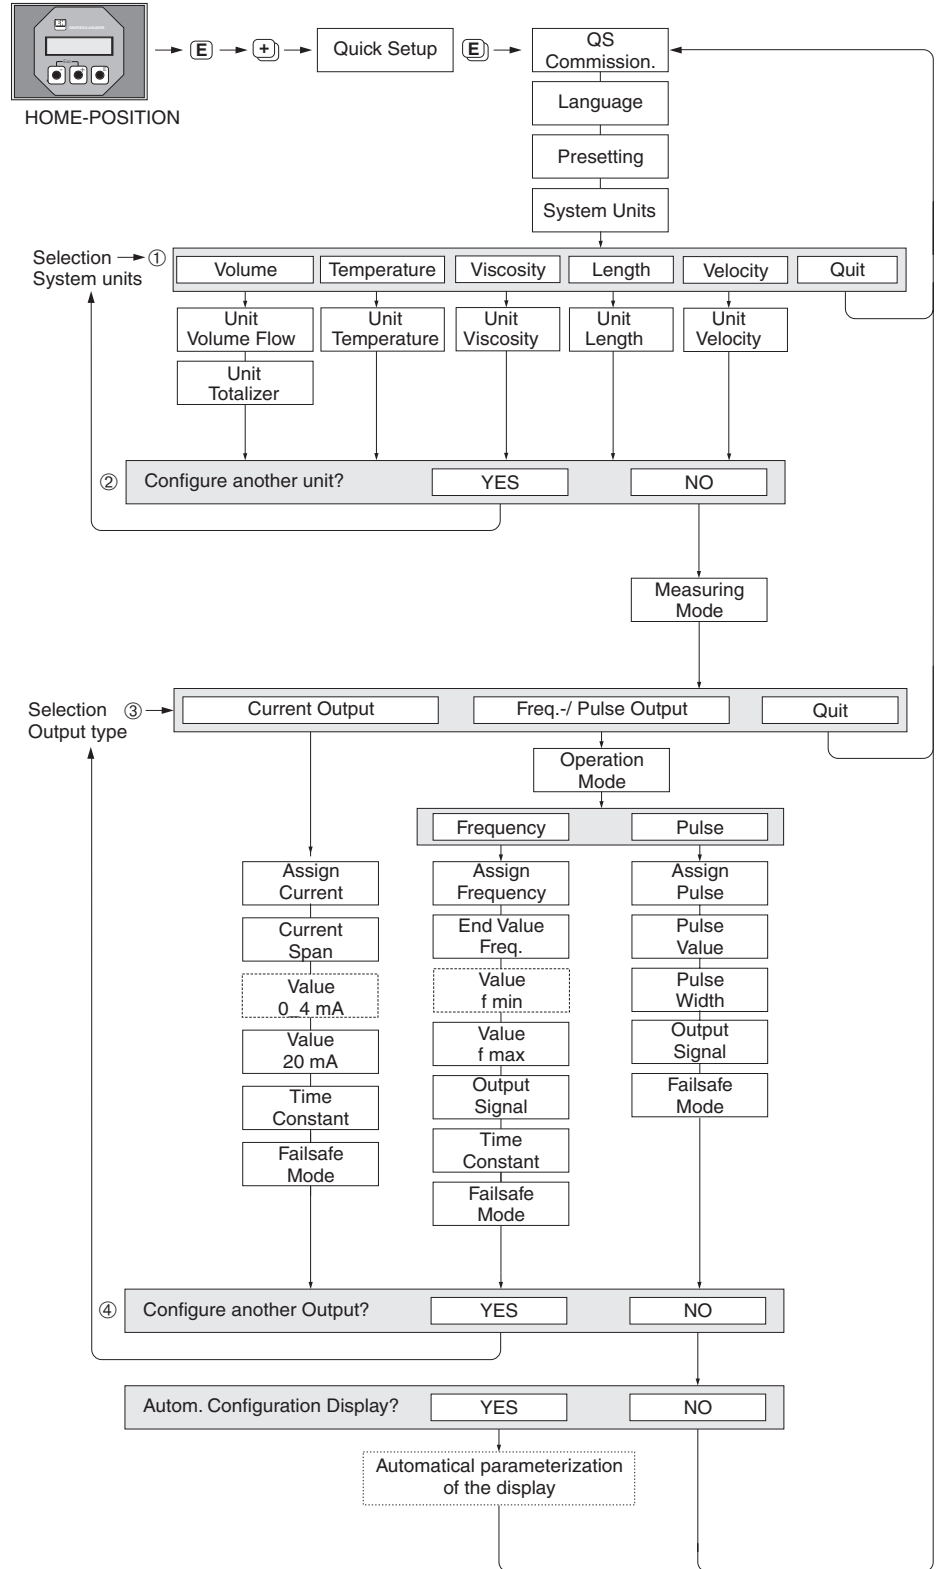 E
+
Quick Setup
E
QS
Commission.
HOME-POSITION
Language
Presetting
System Units
Selection
System units
①
Volume
Temperature
Viscosity
Length
Velocity
Quit
Unit
Volume Flow
Unit
Temperature
Unit
Viscosity
Unit
Length
Unit
Velocity
Unit
Totalizer
②
Configure another unit?
YES
NO
Measuring
Mode
Selection
Output type
③
Current Output
Freq.-/ Pulse Output
Quit
Operation
Mode
Frequency
Pulse
Assign
Current
Current
Span
Value
0_4 mA
Value
20 mA
Time
Constant
Failsafe
Mode
Assign
Frequency
End Value
Freq.
Value
f min
Value
f max
Output
Signal
Time
Constant
Failsafe
Mode
Assign
Pulse
Pulse
Value
Pulse
Width
Output
Signal
Failsafe
Mode
④
Configure another Output?
YES
NO
Autom. Configuration Display?
YES
NO
Automatical parameterization
of the display